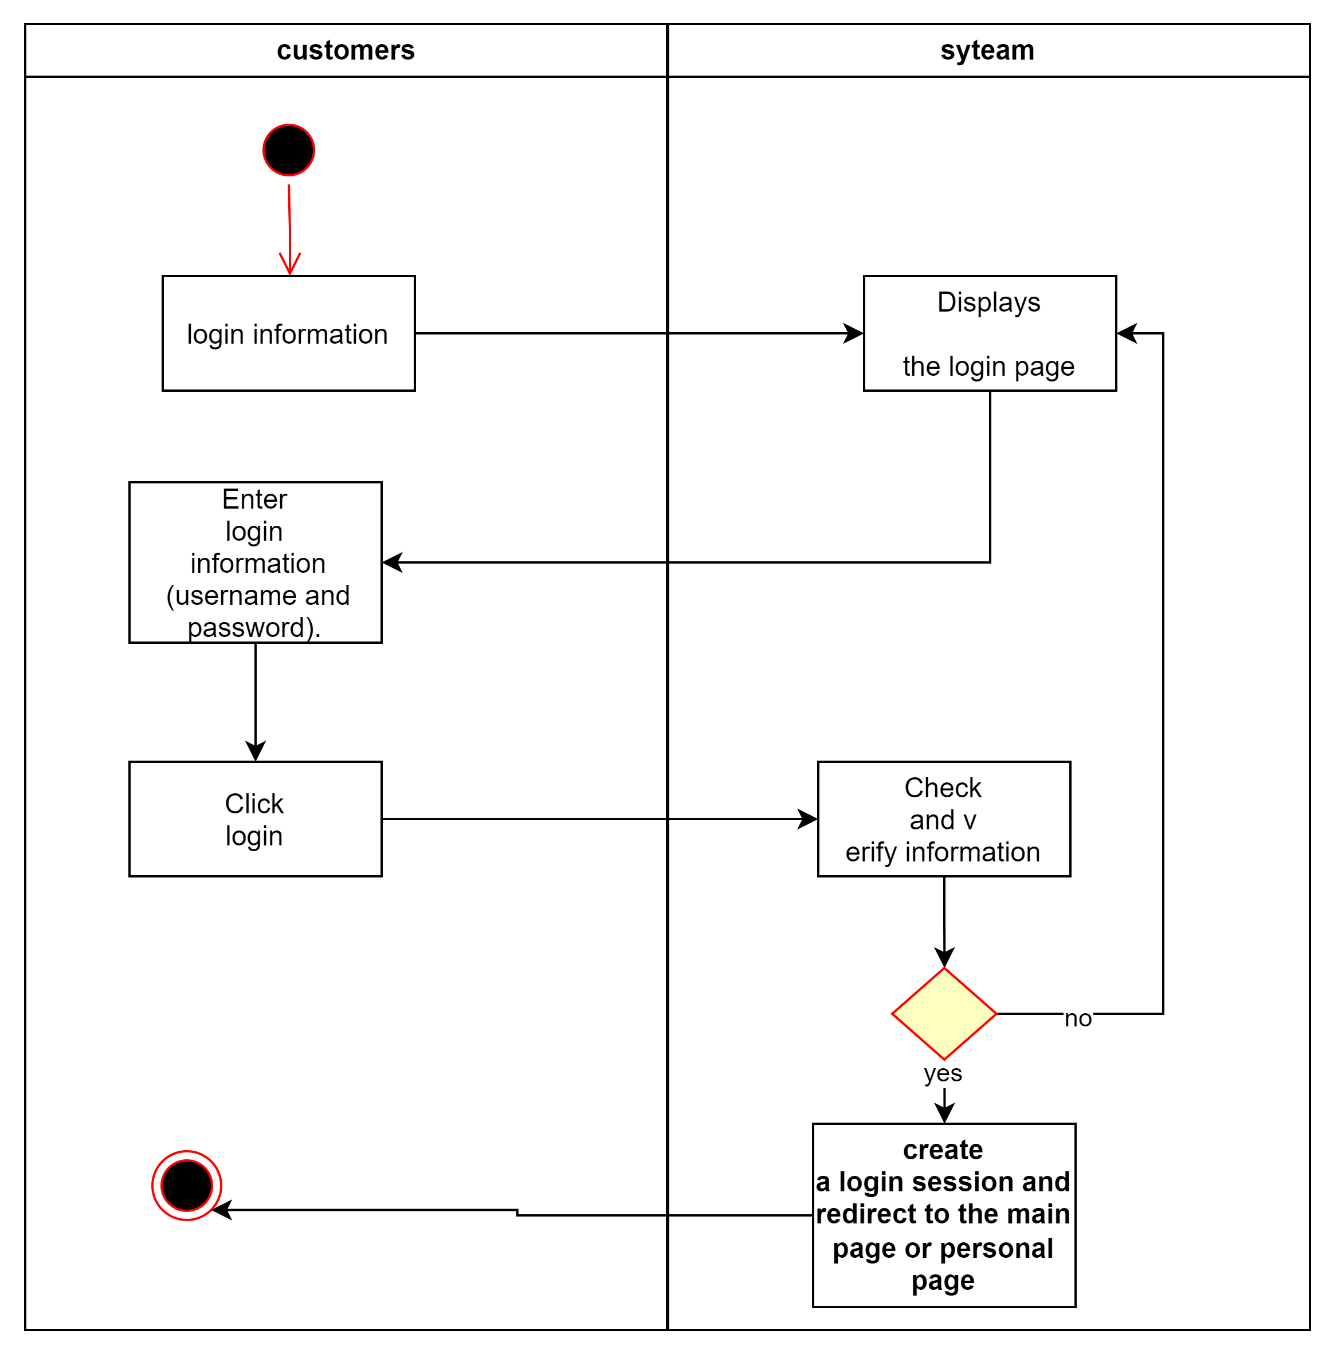 customers
syteam
login information
Displays
the login page
Enter
login
information
(username and
password).
Click
login
Check
and v
erify information
no
yes
create
a login session and
redirect to the main
page or personal
page